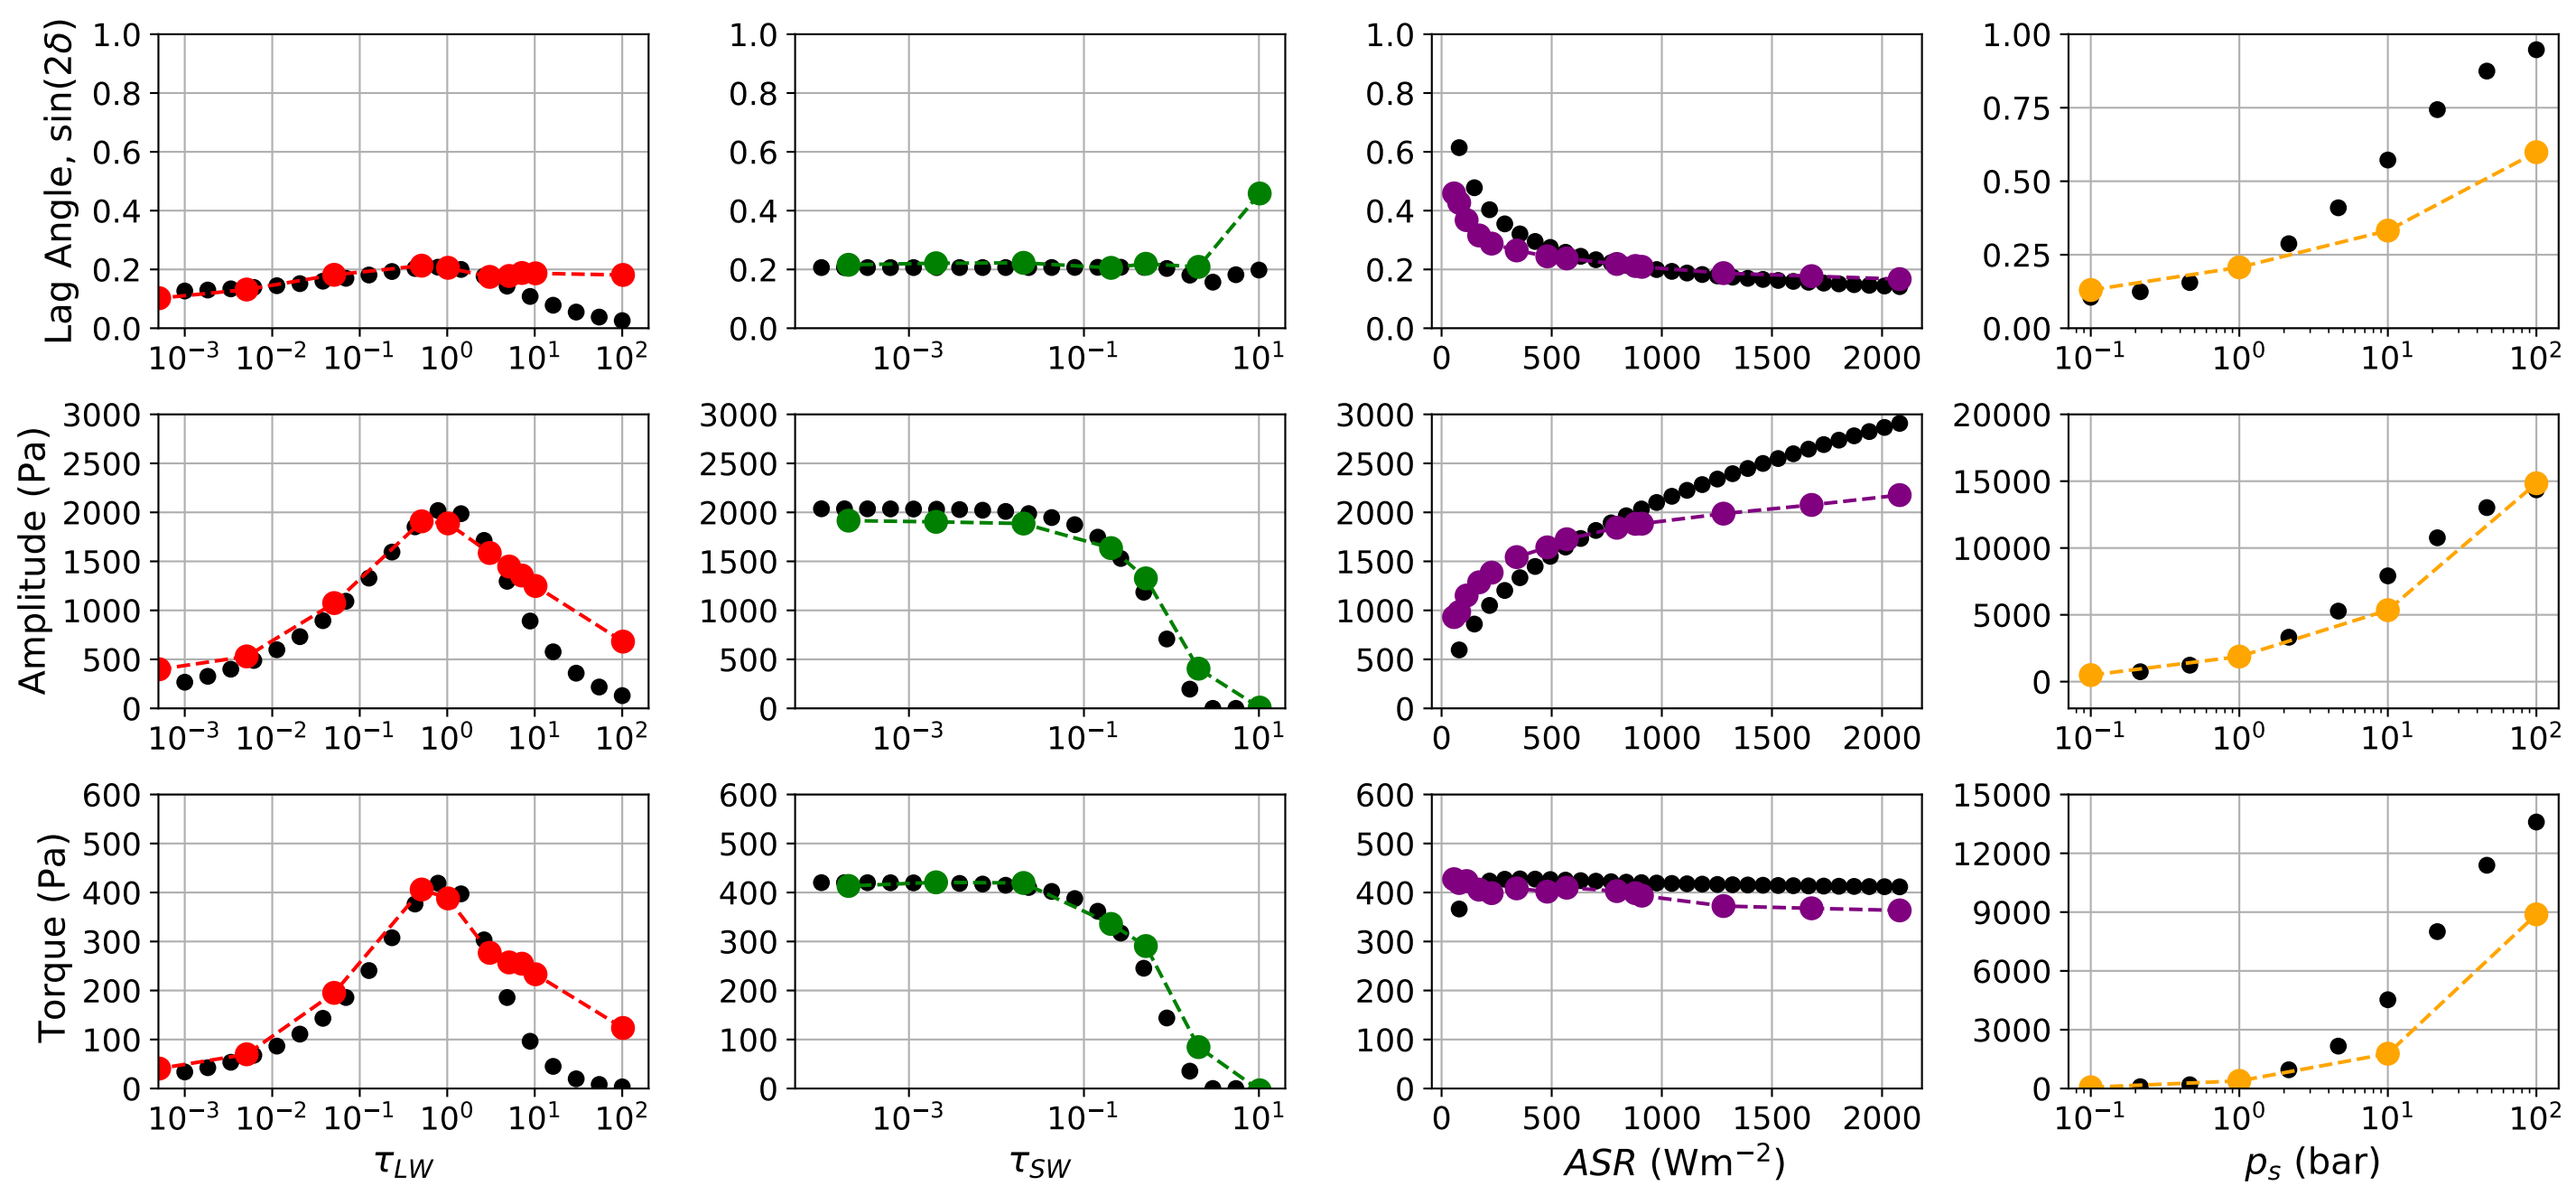 Lag Angle, sin(2δ)
1.0 0.8 0.6 0.4 0.2 0.0
10⁻³ 10⁻² 10⁻¹ 10⁰ 10¹ 10²
1.0 0.8 0.6 0.4 0.2 0.0
10⁻³ 10⁻¹ 10¹
1.0 0.8 0.6 0.4 0.2 0.0
0 500 1000 1500 2000
1.00 0.75 0.50 0.25 0.00
10⁻¹ 10⁰ 10¹ 10²
Amplitude (Pa)
3000 2500 2000 1500 1000 500 0
10⁻³ 10⁻² 10⁻¹ 10⁰ 10¹ 10²
3000 2500 2000 1500 1000 500 0
10⁻³ 10⁻¹ 10¹
3000 2500 2000 1500 1000 500 0
0 500 1000 1500 2000
20000 15000 10000 5000 0
10⁻¹ 10⁰ 10¹ 10²
Torque (Pa)
600 500 400 300 200 100 0
10⁻³ 10⁻² 10⁻¹ 10⁰ 10¹ 10²
τ_LW
600 500 400 300 200 100 0
10⁻³ 10⁻¹ 10¹
τ_SW
600 500 400 300 200 100 0
0 500 1000 1500 2000
ASR (Wm⁻²)
15000 12000 9000 6000 3000 0
10⁻¹ 10⁰ 10¹ 10²
p_s (bar)